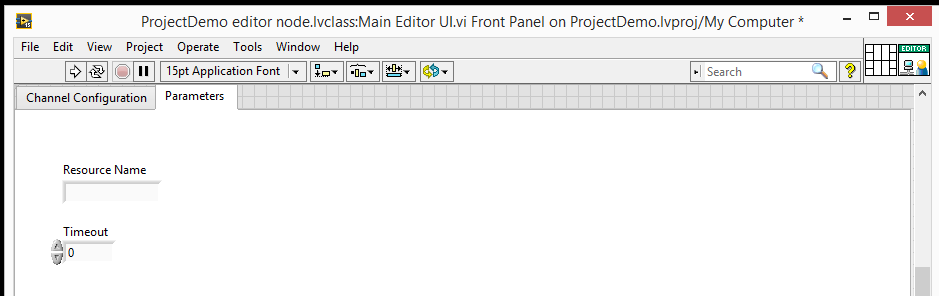 ProjectDemo editor node.lvclass:Main Editor UI.vi Front Panel on ProjectDemo.lvproj/My Computer *
File Edit View Project Operate Tools Window Help
15pt Application Font Search ? EDITOR
Channel Configuration Parameters
Resource Name
Timeout
0